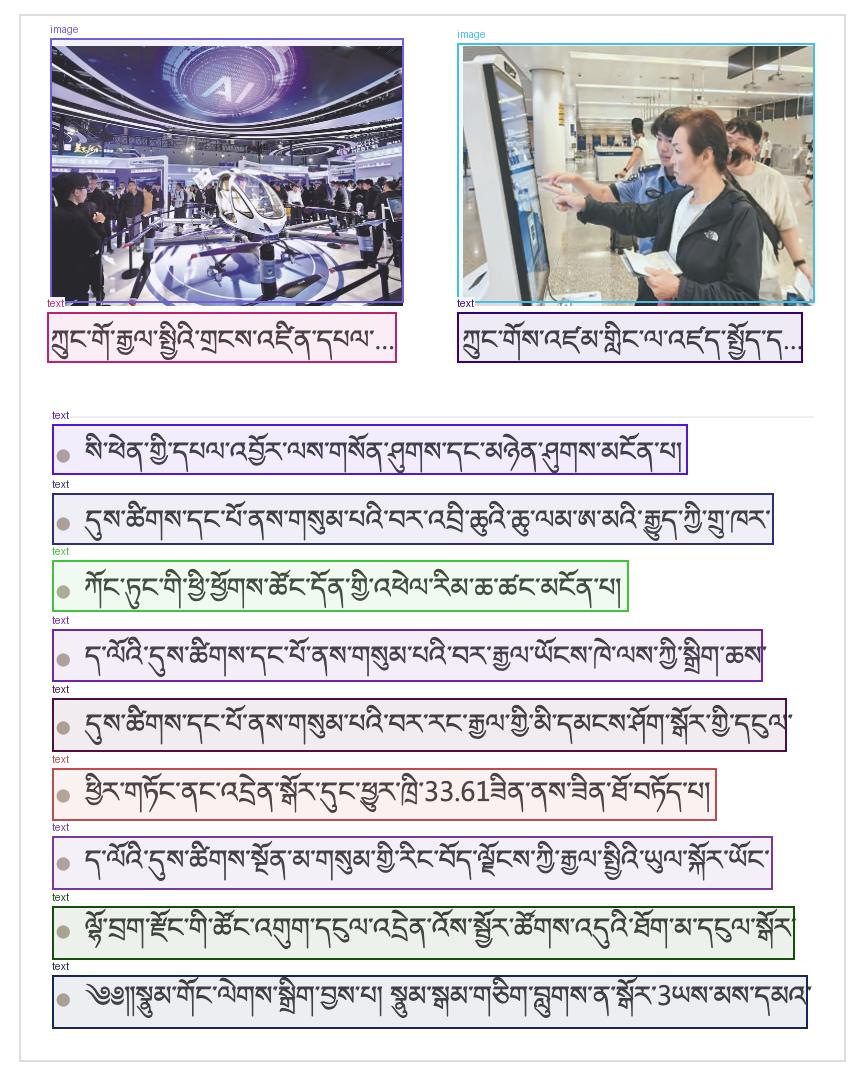 image
image
AI
text
ཀྲུང་གོ་རྒྱལ་སྤྱིའི་གྲངས་འཛིན་དཔལ་...
text
ཀྲུང་གོས་འཛམ་གླིང་ལ་འཛད་སྤྱོད་ད...
text
སི་ཕེན་གྱི་དཔལ་འབྱོར་ལས་གསོན་ཤུགས་དང་མཉེན་ཤུགས་མངོན་པ།
text
དུས་ཚིགས་དང་པོ་ནས་གསུམ་པའི་བར་འབྲི་ཆུའི་ཆུ་ལམ་ཨ་མའི་རྒྱུད་ཀྱི་གྲུ་ཁར་
text
ཀོང་ཏུང་གི་ཕྱི་ཕྱོགས་ཚོང་དོན་གྱི་འཕེལ་རིམ་ཆ་ཚང་མངོན་པ།
text
ད་ལོའི་དུས་ཚིགས་དང་པོ་ནས་གསུམ་པའི་བར་རྒྱལ་ཡོངས་ཁེ་ལས་ཀྱི་སྒྲིག་ཆས་
text
དུས་ཚིགས་དང་པོ་ནས་གསུམ་པའི་བར་རང་རྒྱལ་གྱི་མི་དམངས་ཤོག་སྒོར་གྱི་དངུལ་
text
ཕྱིར་གཏོང་ནང་འདྲེན་སྒོར་དུང་ཕྱུར་ཁྲི་33.61ཟིན་ནས་ཟིན་ཐོ་བཏོད་པ།
text
ད་ལོའི་དུས་ཚིགས་སྔོན་མ་གསུམ་གྱི་རིང་བོད་ལྗོངས་ཀྱི་རྒྱལ་སྤྱིའི་ཡུལ་སྐོར་ཡོང་
text
ལྷོ་བྲག་རྫོང་གི་ཚོང་འགུག་དངུལ་འདྲེན་འོས་སྦྱོར་ཚོགས་འདུའི་ཐོག་མ་དངུལ་སྒོར་
text
༄༅།།སྣུམ་གོང་ལེགས་སྒྲིག་བྱས་པ། སྣུམ་སྒམ་གཅིག་བླུགས་ན་སྒོར་3ཡས་མས་དམའ་